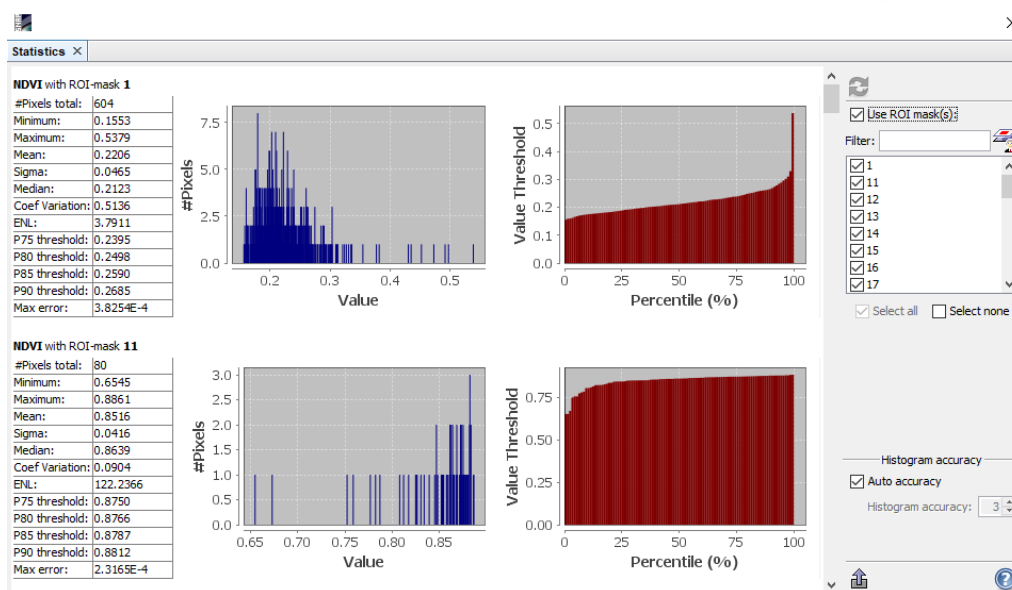 Statistics ×
NDVI with ROI-mask 1
#Pixels total: 604
Minimum: 0.1553
Maximum: 0.5379
Mean: 0.2206
Sigma: 0.0465
Median: 0.2123
Coef Variation: 0.5136
ENL: 3.7911
P75 threshold: 0.2395
P80 threshold: 0.2498
P85 threshold: 0.2590
P90 threshold: 0.2685
Max error: 3.8254E-4
#Pixels
7.5
5.0
2.5
0.0
0.2 0.3 0.4 0.5
Value
Value Threshold
0.5
0.4
0.3
0.2
0.1
0.0
0 25 50 75 100
Percentile (%)
NDVI with ROI-mask 11
#Pixels total: 80
Minimum: 0.6545
Maximum: 0.8861
Mean: 0.8516
Sigma: 0.0416
Median: 0.8639
Coef Variation: 0.0904
ENL: 122.2366
P75 threshold: 0.8750
P80 threshold: 0.8766
P85 threshold: 0.8787
P90 threshold: 0.8812
Max error: 2.3165E-4
#Pixels
3.0
2.5
2.0
1.5
1.0
0.5
0.0
0.65 0.70 0.75 0.80 0.85
Value
Value Threshold
0.75
0.50
0.25
0.00
0 25 50 75 100
Percentile (%)
Use ROI mask(s):
Filter:
1
11
12
13
14
15
16
17
Select all Select none
Histogram accuracy
Auto accuracy
Histogram accuracy: 3
?